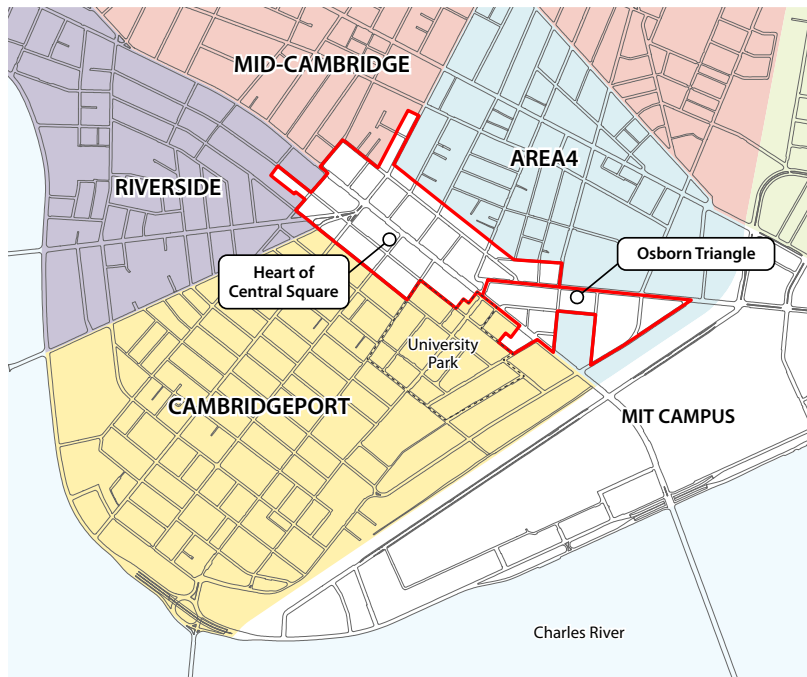 MID-CAMBRIDGE
AREA4
RIVERSIDE
Osborn Triangle
Heart of
Central Square
University
Park
CAMBRIDGEPORT
MIT CAMPUS
Charles River